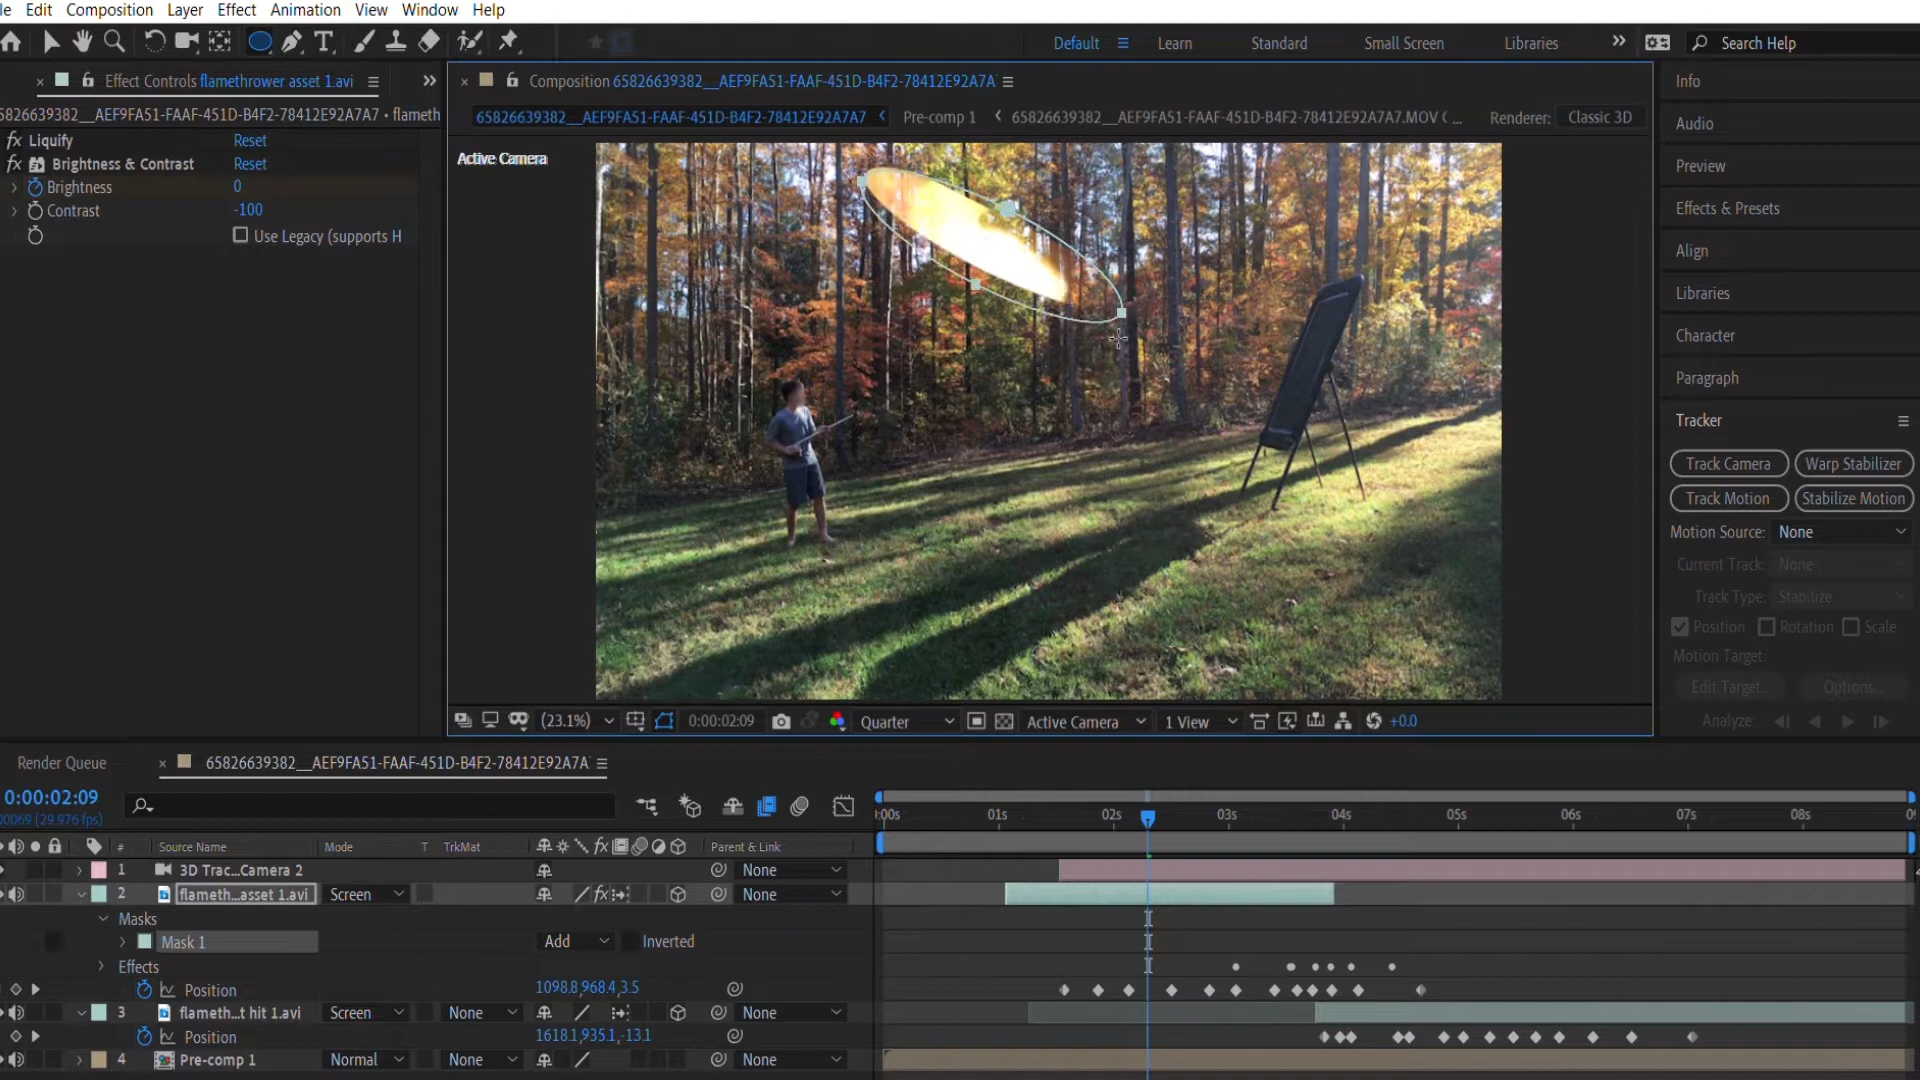 le Edit Composition Layer Effect Animation View Window Help
Default Learn Standard Small Screen Libraries Search Help
Effect Controls flamethrower asset 1.avi
5826639382__AEF9FA51-FAAF-451D-B4F2-78412E92A7A7 • flameth
fx Liquify Reset
fx Brightness & Contrast Reset
Brightness 0
Contrast -100
Use Legacy (supports H
Composition 65826639382__AEF9FA51-FAAF-451D-B4F2-78412E92A7A
65826639382__AEF9FA51-FAAF-451D-B4F2-78412E92A7A7 Pre-comp 1 65826639382__AEF9FA51-FAAF-451D-B4F2-78412E92A7A7.MOV C ... Renderer: Classic 3D
Active Camera
(23.1%) 0:00:02:09 Quarter Active Camera 1 View +0.0
Info
Audio
Preview
Effects & Presets
Align
Libraries
Character
Paragraph
Tracker
Track Camera Warp Stabilizer
Track Motion Stabilize Motion
Motion Source: None
Current Track: None
Track Type: Stabilize
Position Rotation Scale
Motion Target:
Edit Target... Options...
Analyze:
Render Queue 65826639382__AEF9FA51-FAAF-451D-B4F2-78412E92A7A
0:00:02:09
00069 (29.976 fps)
:00s 01s 02s 03s 04s 05s 06s 07s 08s
# Source Name Mode T TrkMat fx Parent & Link
1 3D Trac...Camera 2 None
2 flameth...asset 1.avi Screen fx None
Masks
Mask 1 Add Inverted
Effects
Position 1098.8,968.4,3.5
3 flameth...t hit 1.avi Screen None None
Position 1618.1,935.1,-13.1
4 Pre-comp 1 Normal None None